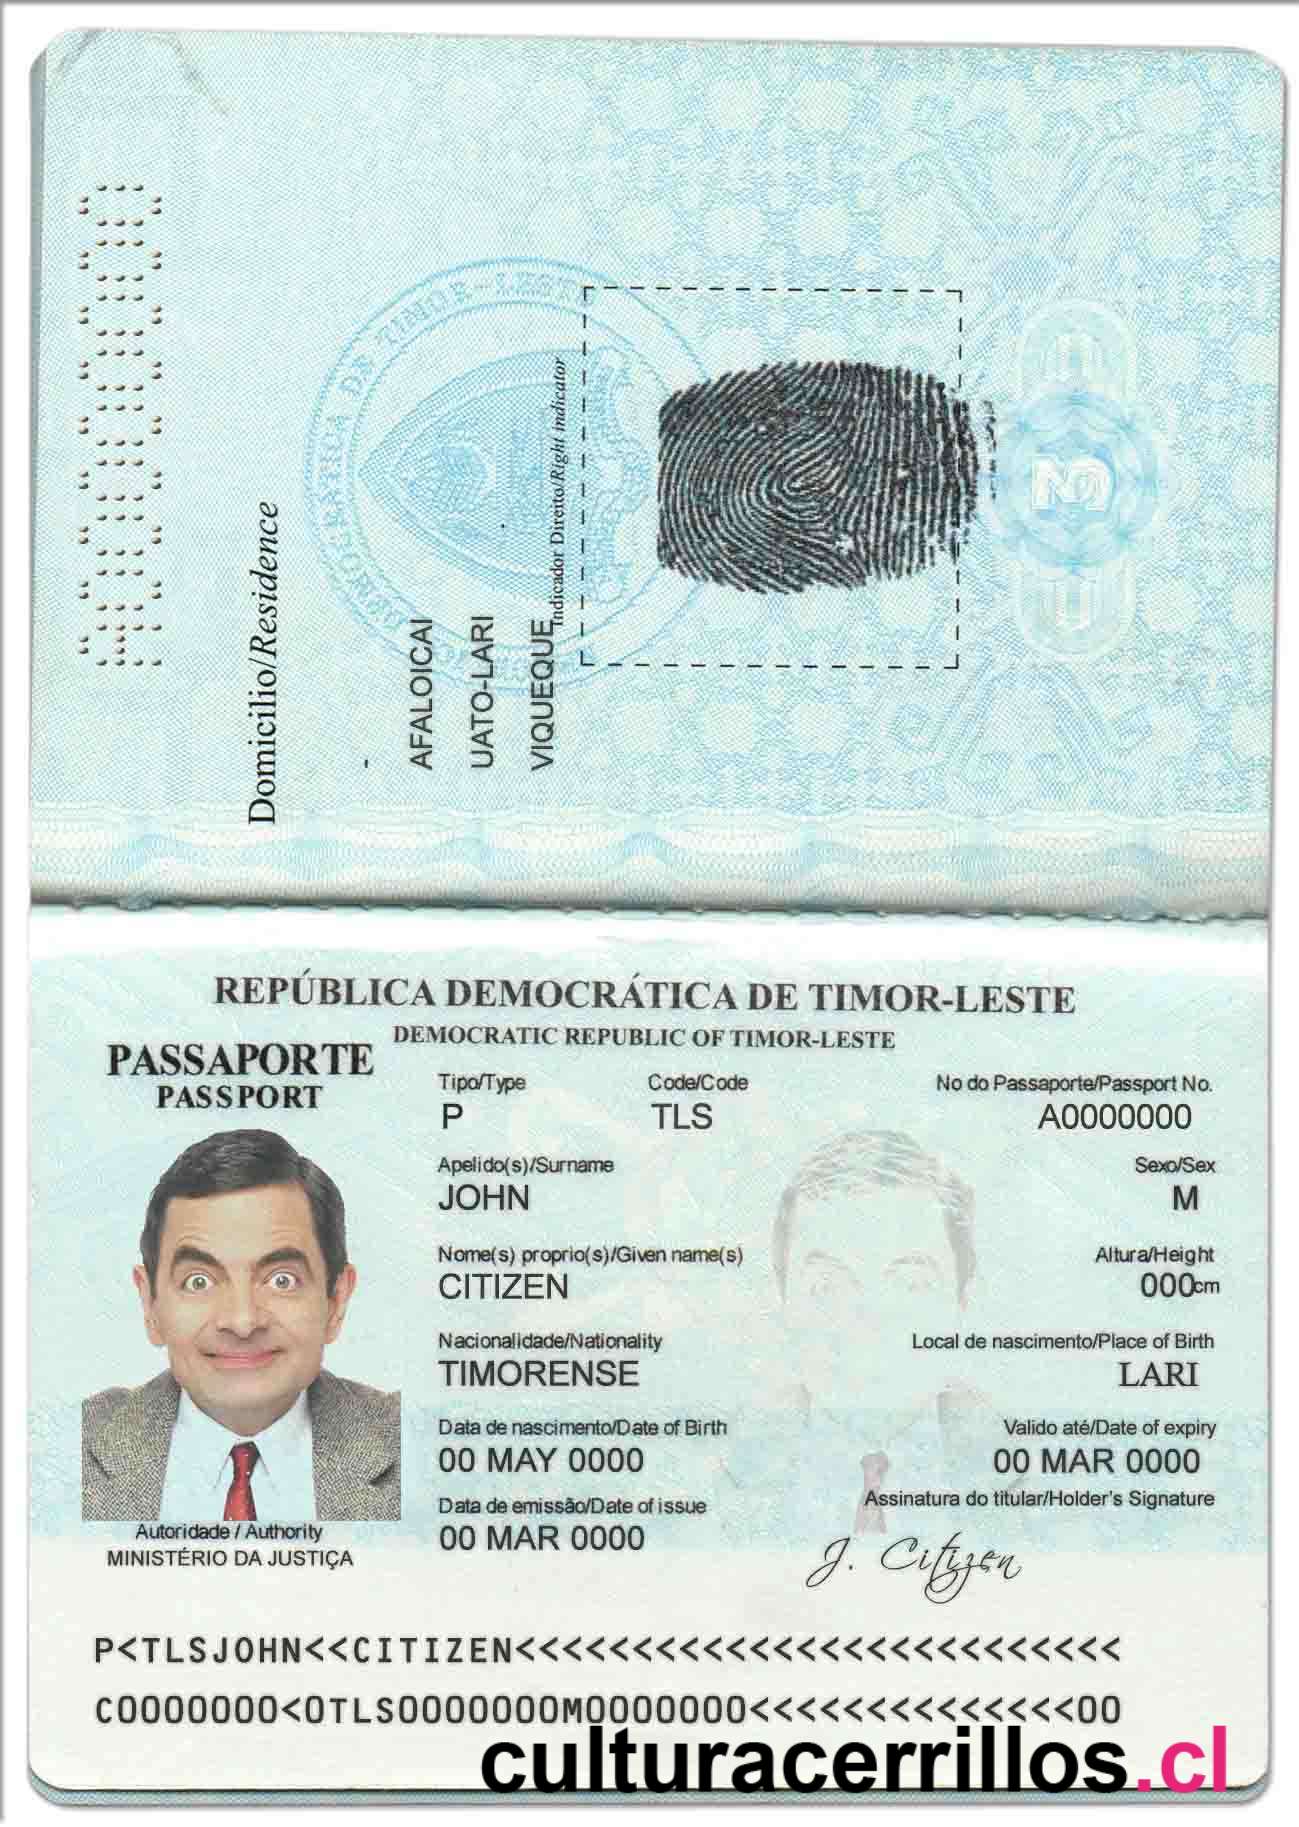 A0000000
Domicilio/Residence
-
AFALOICAI
UATO-LARI
VIQUEQUE
Indicador Direito/Right indicator
REPÚBLICA DEMOCRÁTICA DE TIMOR-LESTE
DEMOCRATIC REPUBLIC OF TIMOR-LESTE
PASSAPORTE
PASSPORT
Tipo/Type Code/Code No do Passaporte/Passport No.
P TLS A0000000
Apelido(s)/Surname Sexo/Sex
JOHN M
Nome(s) proprio(s)/Given name(s) Altura/Height
CITIZEN 000cm
Nacionalidade/Nationality Local de nascimento/Place of Birth
TIMORENSE LARI
Data de nascimento/Date of Birth Valido até/Date of expiry
00 MAY 0000 00 MAR 0000
Data de emissão/Date of issue Assinatura do titular/Holder's Signature
00 MAR 0000 J. Citizen
Autoridade / Authority
MINISTÉRIO DA JUSTIÇA
P<TLSJOHN<<CITIZEN<<<<<<<<<<<<<<<<<<<<<<<<<<
C0000000<0TLS0000000M0000000<<<<<<<<<<<<<<00
culturacerrillos.cl